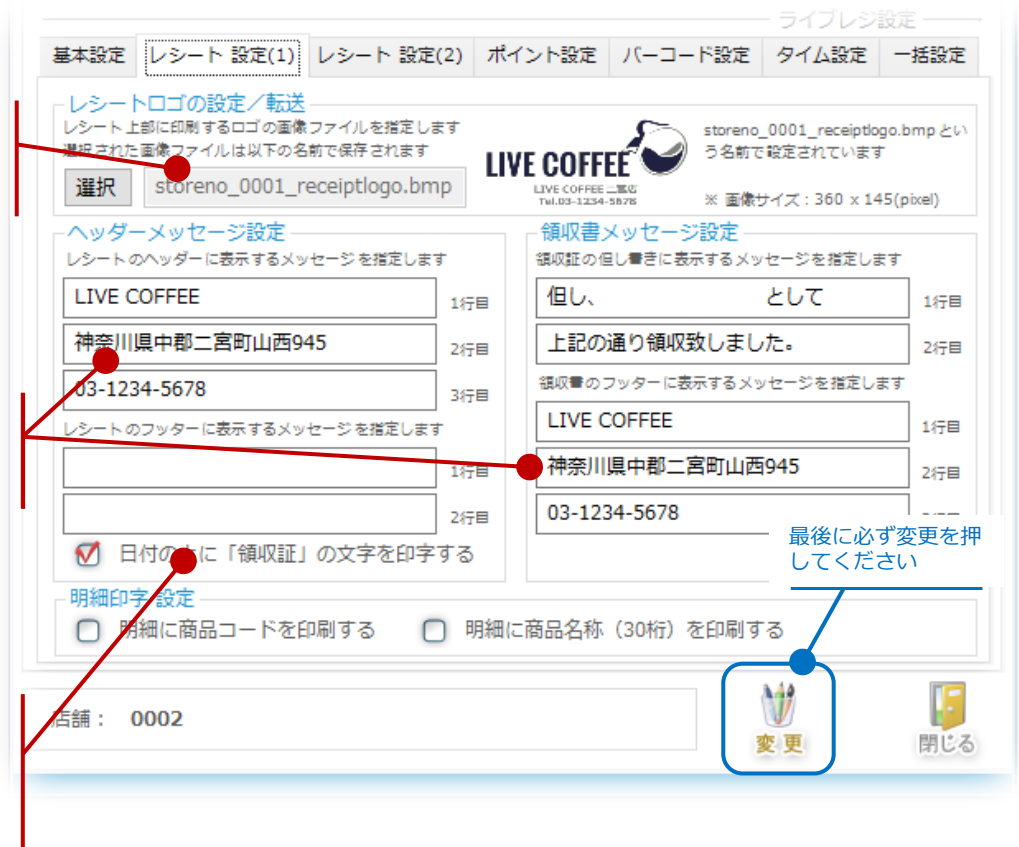 ライブレジ設定
基本設定 レシート 設定(1) レシート 設定(2) ポイント設定 バーコード設定 タイム設定 一括設定
レシートロゴの設定／転送
レシート上部に印刷するロゴの画像ファイルを指定します
選択された画像ファイルは以下の名前で保存されます
選択 storeno_0001_receiptlogo.bmp
LIVE COFFEE
LIVE COFFEE 二宮店
Tel.03-1234-5678
storeno_0001_receiptlogo.bmp とい
う名前で設定されています
※ 画像サイズ：360 x 145(pixel)
ヘッダーメッセージ設定
レシートのヘッダーに表示するメッセージを指定します
LIVE COFFEE 1行目
神奈川県中郡二宮町山西945 2行目
03-1234-5678 3行目
レシートのフッターに表示するメッセージを指定します
1行目
2行目
日付の上に「領収証」の文字を印字する
領収書メッセージ設定
領収証の但し書きに表示するメッセージを指定します
但し、 として 1行目
上記の通り領収致しました。 2行目
領収書のフッターに表示するメッセージを指定します
LIVE COFFEE 1行目
神奈川県中郡二宮町山西945 2行目
03-1234-5678
最後に必ず変更を押
してください
明細印字 設定
明細に商品コードを印刷する 明細に商品名称（30桁）を印刷する
店舗： 0002
変更
閉じる